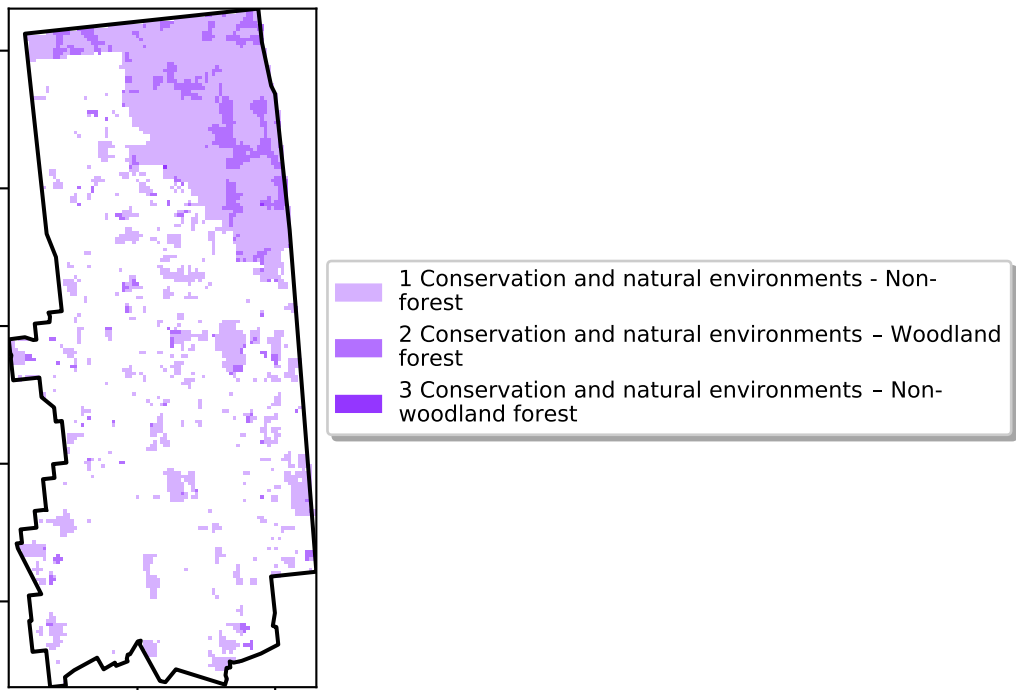 1 Conservation and natural environments - Non-
forest
2 Conservation and natural environments – Woodland
forest
3 Conservation and natural environments – Non-
woodland forest